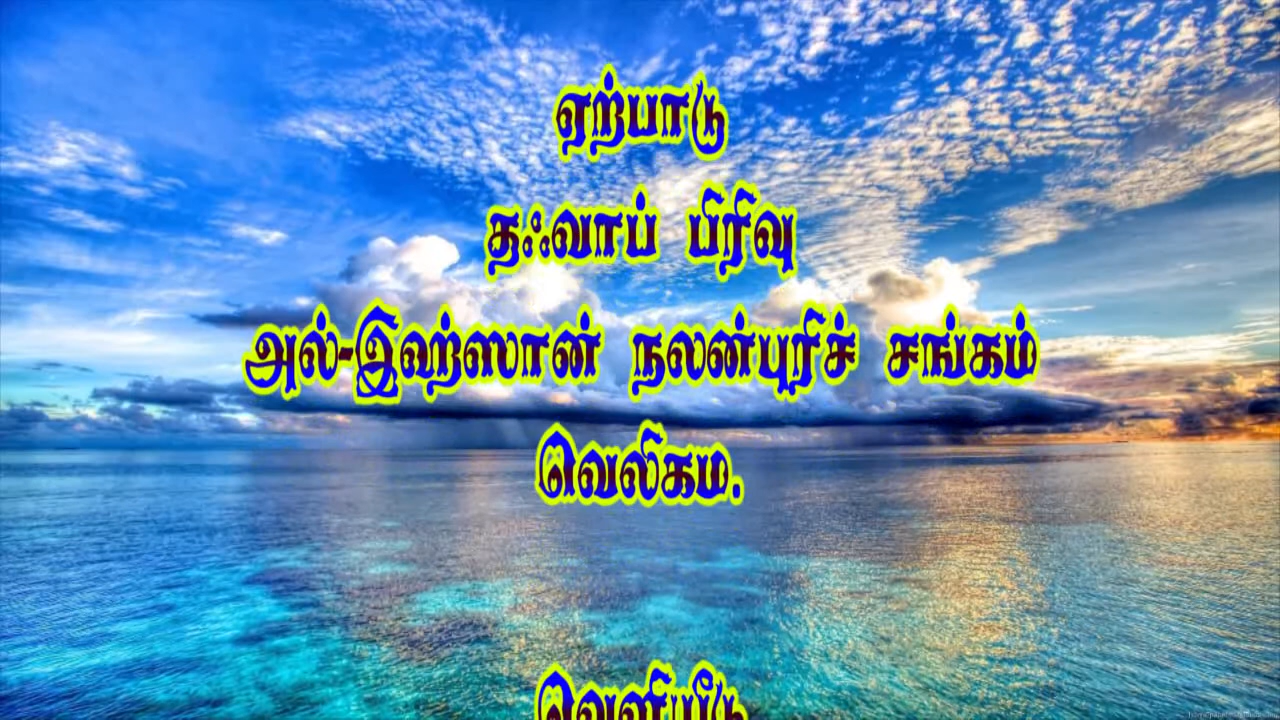 ஏற்பாடு
தஃவாப் பிரிவு
அல்-இஹ்ஸான் நலன்புரிச் சங்கம்
வெலிகம.
வெளியீடு